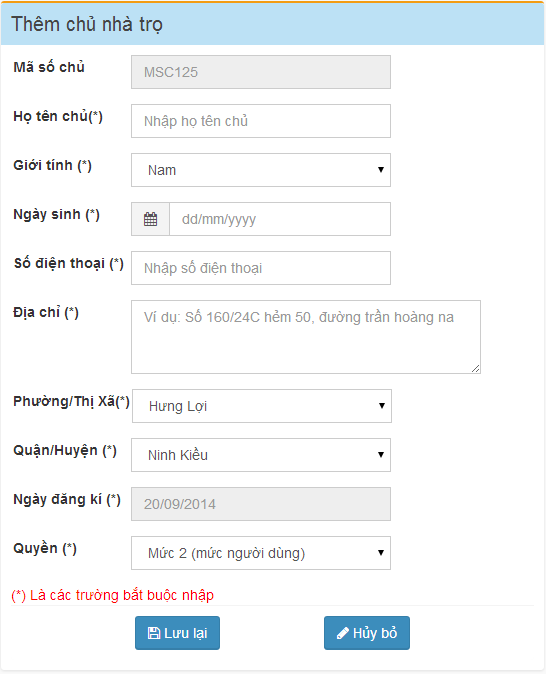 Thêm chủ nhà trọ
Mã số chủ MSC125
Họ tên chủ(*) Nhập họ tên chủ
Giới tính (*) Nam
Ngày sinh (*) dd/mm/yyyy
Số điện thoại (*) Nhập số điện thoại
Địa chỉ (*) Ví dụ: Số 160/24C hẻm 50, đường trần hoàng na
Phường/Thị Xã(*) Hưng Lợi
Quận/Huyện (*) Ninh Kiều
Ngày đăng kí (*) 20/09/2014
Quyền (*) Mức 2 (mức người dùng)
(*) Là các trường bắt buộc nhập
Lưu lại Hủy bỏ